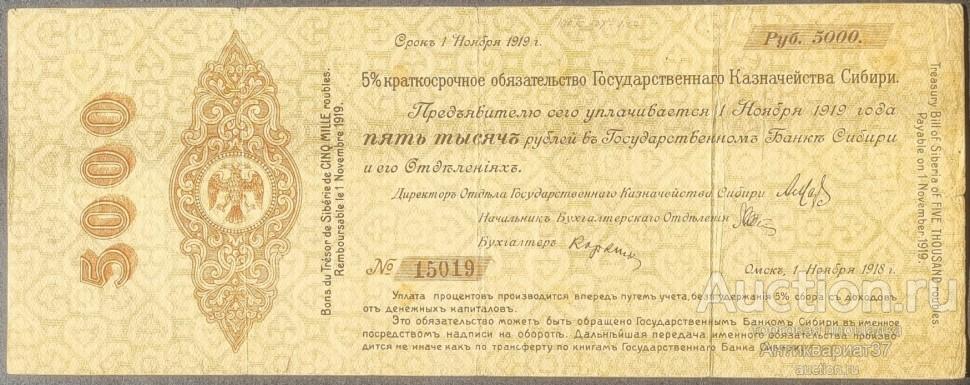 5000
Bons du Trésor de Sibérie de CINQ MILLE roubles.
Remboursable le 1 Novembre 1919.
Срокъ 1 Ноября 1919 г.
Руб. 5000.
5% краткосрочное обязательство Государственнаго Казначейства Сибири.
Предъявителю сего уплачивается 1 Ноября 1919 года
ПЯТЬ ТЫСЯЧЪ рублей въ Государственномъ Банкѣ Сибири
и его Отдѣленіяхъ.
Директоръ Отдѣла Государственнаго Казначейства Сибири
Начальникъ Бухгалтерскаго Отдѣленія
Бухгалтеръ
№ 15019
Омскъ, 1 Ноября 1918 г.
Уплата процентовъ производится впередъ путемъ учета, безъ удержанія 5% сбора съ доходовъ
отъ денежныхъ капиталовъ.
Это обязательство можетъ быть обращено Государственнымъ Банкомъ Сибири въ именное
посредствомъ надписи на оборотѣ. Дальнѣйшая передача именного обязательства произво-
дится не иначе какъ по трансферту по книгамъ Государственнаго Банка Сибири.
Treasury Bill of Siberia of FIVE THOUSAND roubles
Payable on 1 November 1919.
Auction.ru
Антиквариат37
auction.ru